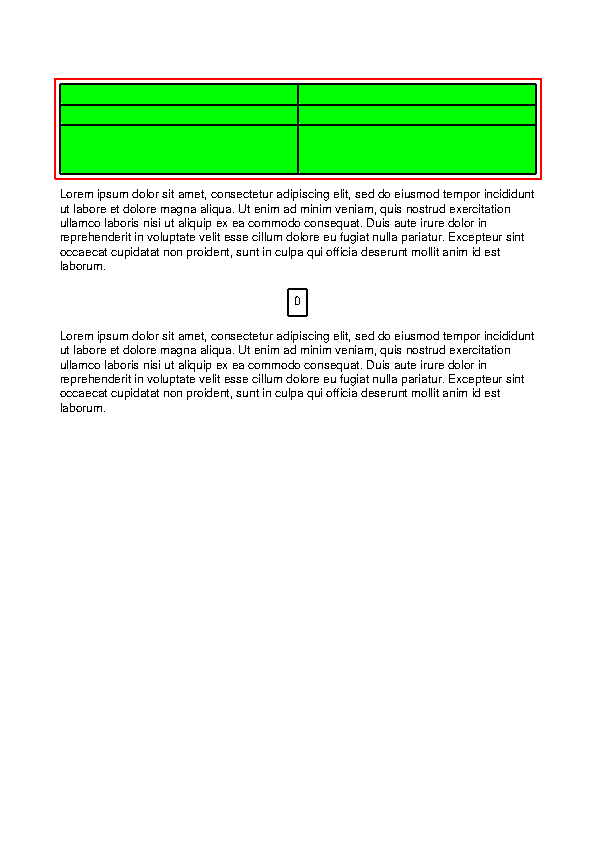 Lorem ipsum dolor sit amet, consectetur adipiscing elit, sed do eiusmod tempor incididunt
ut labore et dolore magna aliqua. Ut enim ad minim veniam, quis nostrud exercitation
ullamco laboris nisi ut aliquip ex ea commodo consequat. Duis aute irure dolor in
reprehenderit in voluptate velit esse cillum dolore eu fugiat nulla pariatur. Excepteur sint
occaecat cupidatat non proident, sunt in culpa qui officia deserunt mollit anim id est
laborum.
0
Lorem ipsum dolor sit amet, consectetur adipiscing elit, sed do eiusmod tempor incididunt
ut labore et dolore magna aliqua. Ut enim ad minim veniam, quis nostrud exercitation
ullamco laboris nisi ut aliquip ex ea commodo consequat. Duis aute irure dolor in
reprehenderit in voluptate velit esse cillum dolore eu fugiat nulla pariatur. Excepteur sint
occaecat cupidatat non proident, sunt in culpa qui officia deserunt mollit anim id est
laborum.